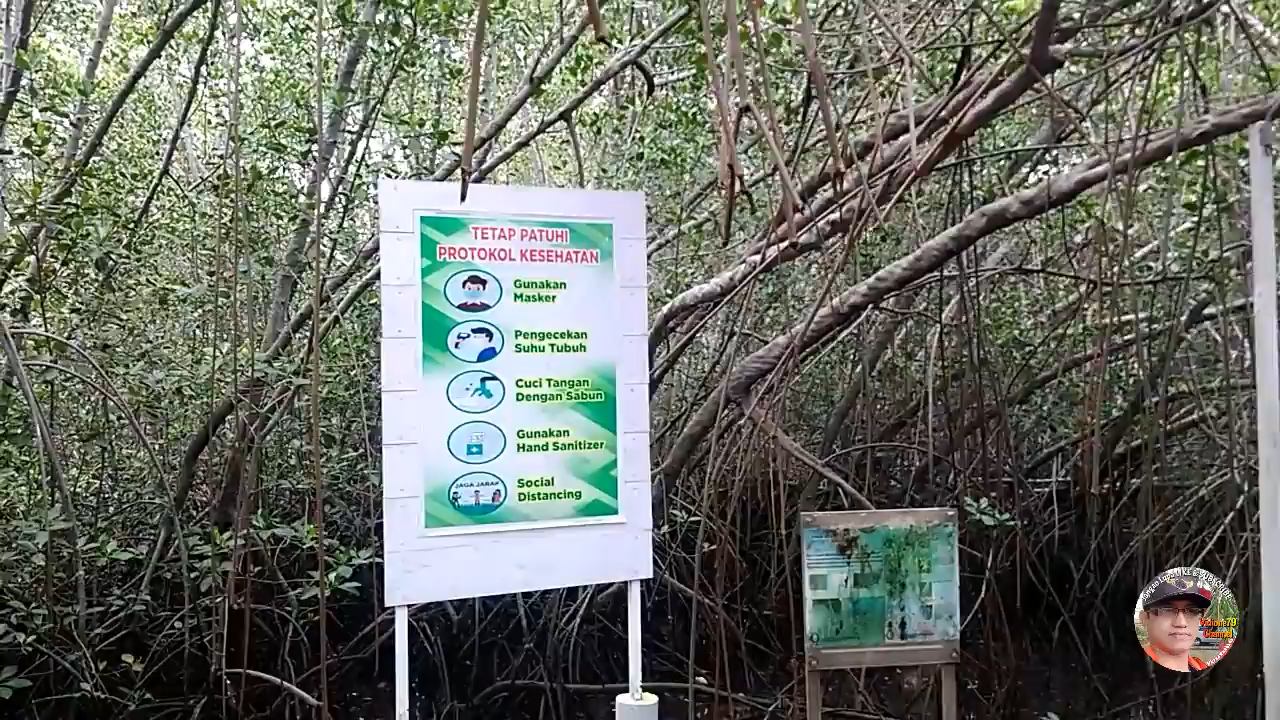 TETAP PATUHI
PROTOKOL KESEHATAN
Gunakan
Masker
Pengecekan
Suhu Tubuh
Cuci Tangan
Dengan Sabun
Gunakan
Hand Sanitizer
JAGA JARAK
Social
Distancing
Channel